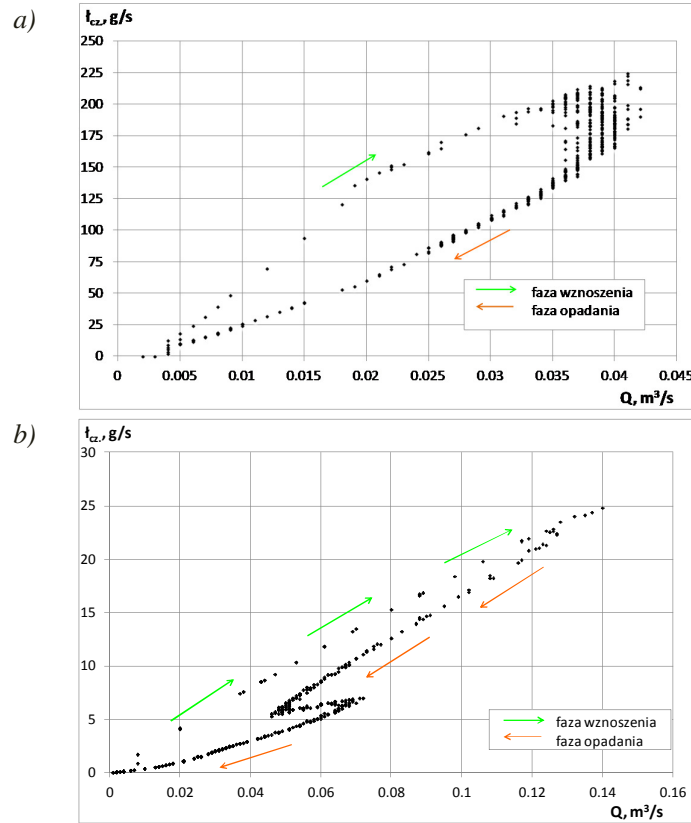 a)
ł_cz., g/s
250
225
200
175
150
125
100
75
50
25
0
faza wznoszenia
faza opadania
0 0.005 0.01 0.015 0.02 0.025 0.03 0.035 0.04 0.045
Q, m³/s
b)
ł_cz., g/s
30
25
20
15
10
5
0
faza wznoszenia
faza opadania
0 0.02 0.04 0.06 0.08 0.1 0.12 0.14 0.16
Q, m³/s